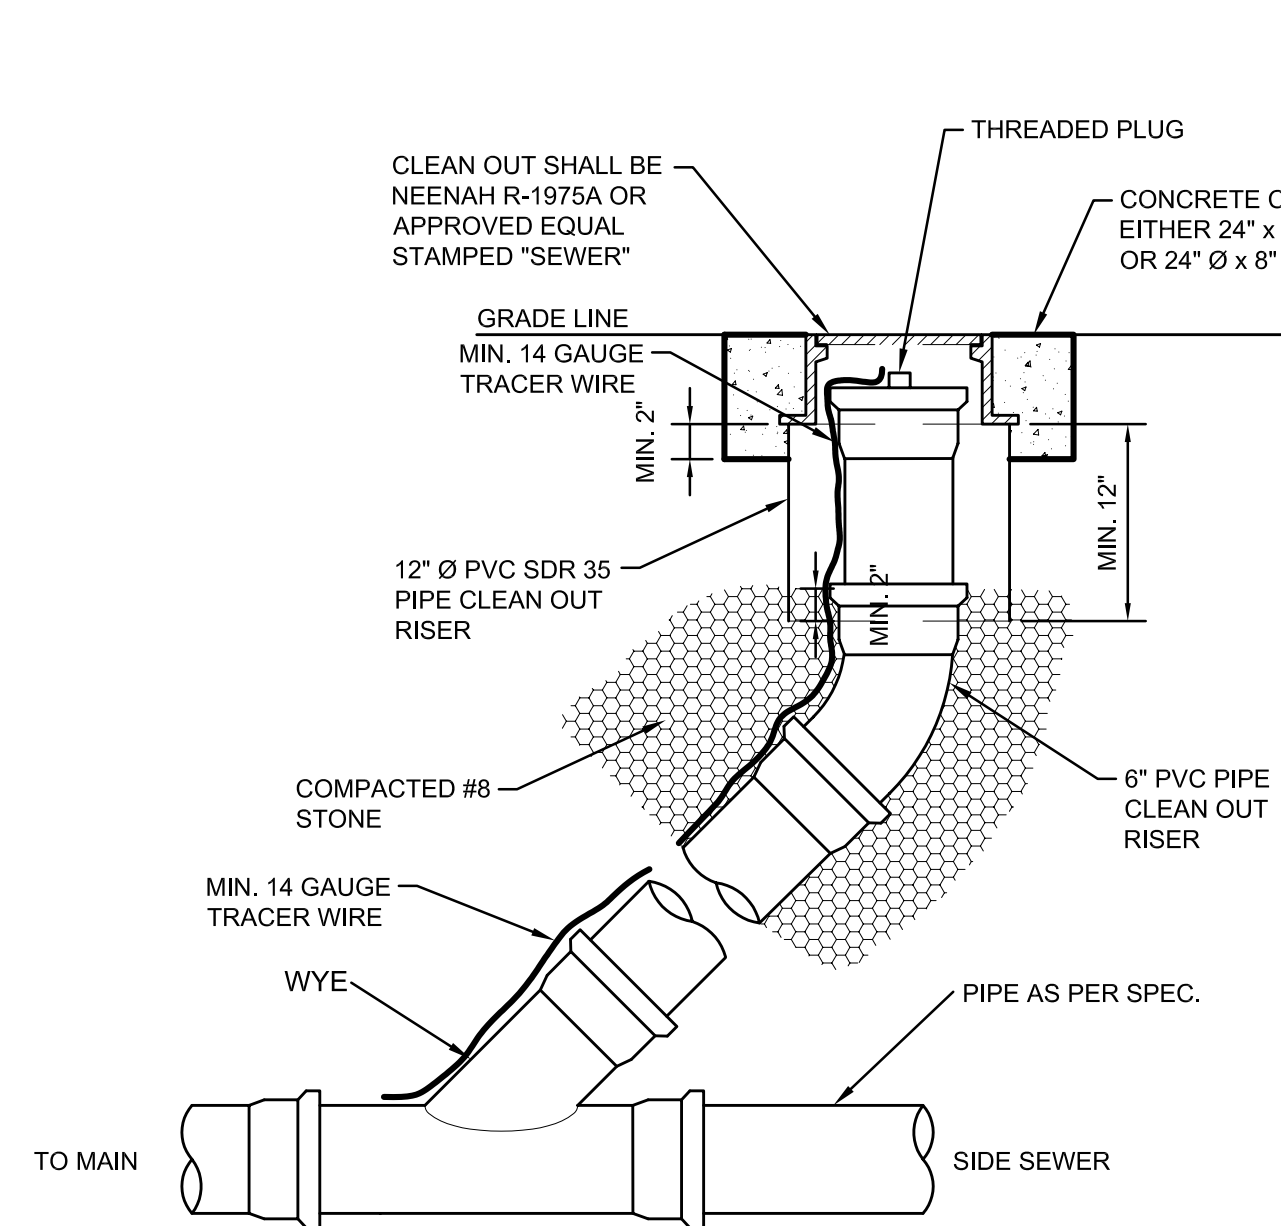 THREADED PLUG
CLEAN OUT SHALL BE
NEENAH R-1975A OR
APPROVED EQUAL
STAMPED "SEWER"
CONCRETE
EITHER 24" x
OR 24" Ø x 8"
GRADE LINE
MIN. 14 GAUGE
TRACER WIRE
MIN. 2"
MIN. 12"
12" Ø PVC SDR 35
PIPE CLEAN OUT
RISER
MIN. 2"
COMPACTED #8
STONE
6" PVC PIPE
CLEAN OUT
RISER
MIN. 14 GAUGE
TRACER WIRE
WYE
PIPE AS PER SPEC.
TO MAIN
SIDE SEWER